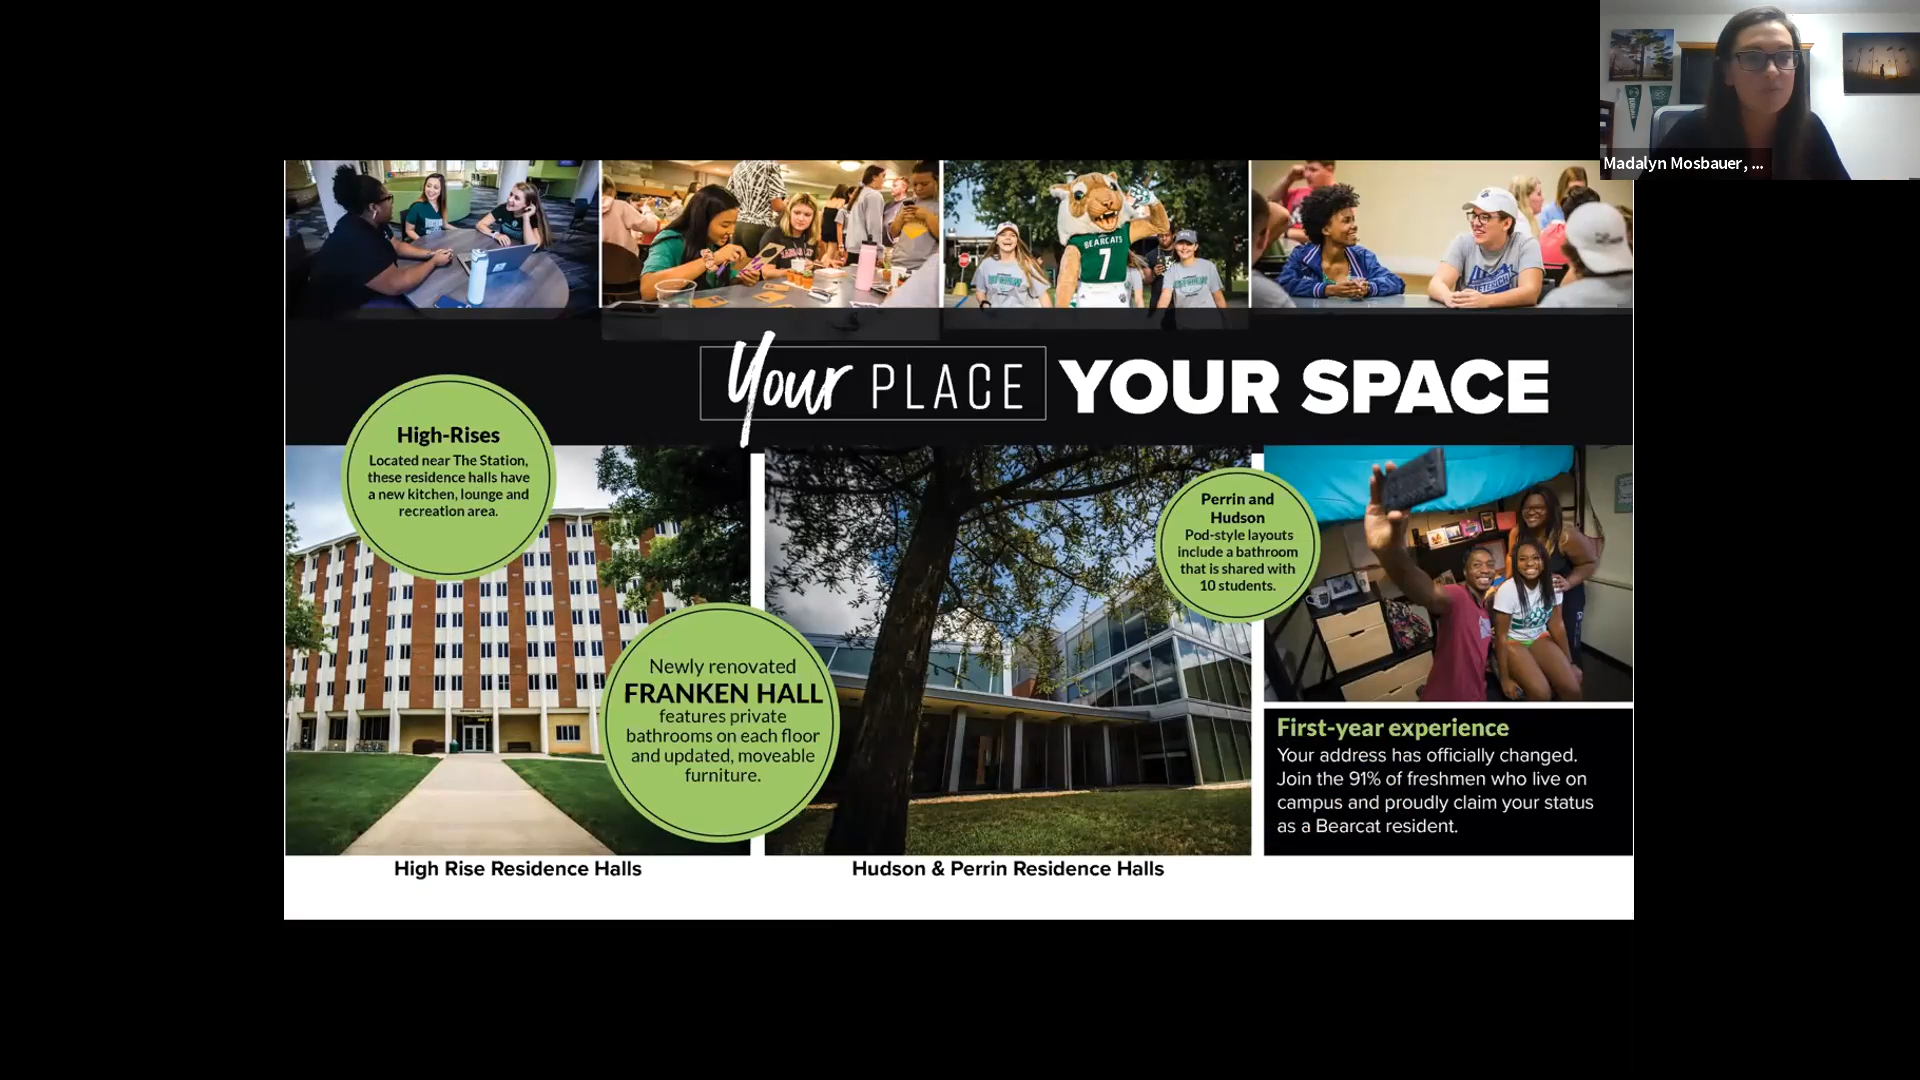 Madalyn Mosbauer, ...
BEARCATS
7
Your PLACE YOUR SPACE
High-Rises
Located near The Station,
these residence halls have
a new kitchen, lounge and
recreation area.
Perrin and
Hudson
Pod-style layouts
include a bathroom
that is shared with
10 students.
Newly renovated
FRANKEN HALL
features private
bathrooms on each floor
and updated, moveable
furniture.
First-year experience
Your address has officially changed.
Join the 91% of freshmen who live on
campus and proudly claim your status
as a Bearcat resident.
High Rise Residence Halls
Hudson & Perrin Residence Halls